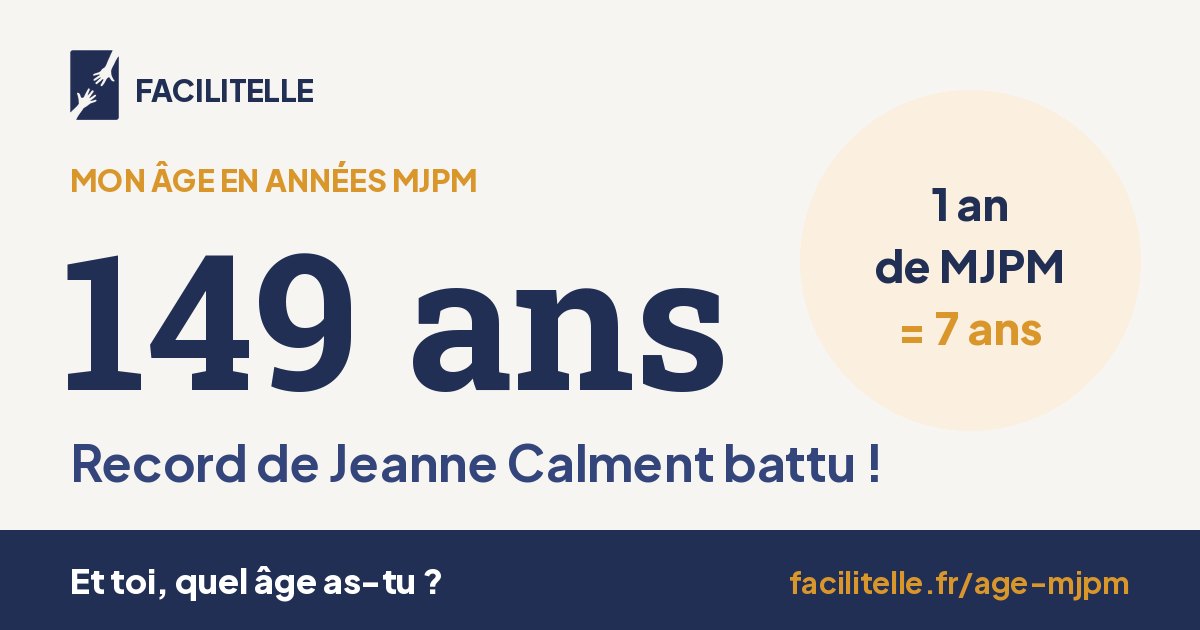 FACILITELLE
MON ÂGE EN ANNÉES MJPM
149 ans
Record de Jeanne Calment battu !
1 an
de MJPM
= 7 ans
Et toi, quel âge as-tu ?
facilitelle.fr/age-mjpm